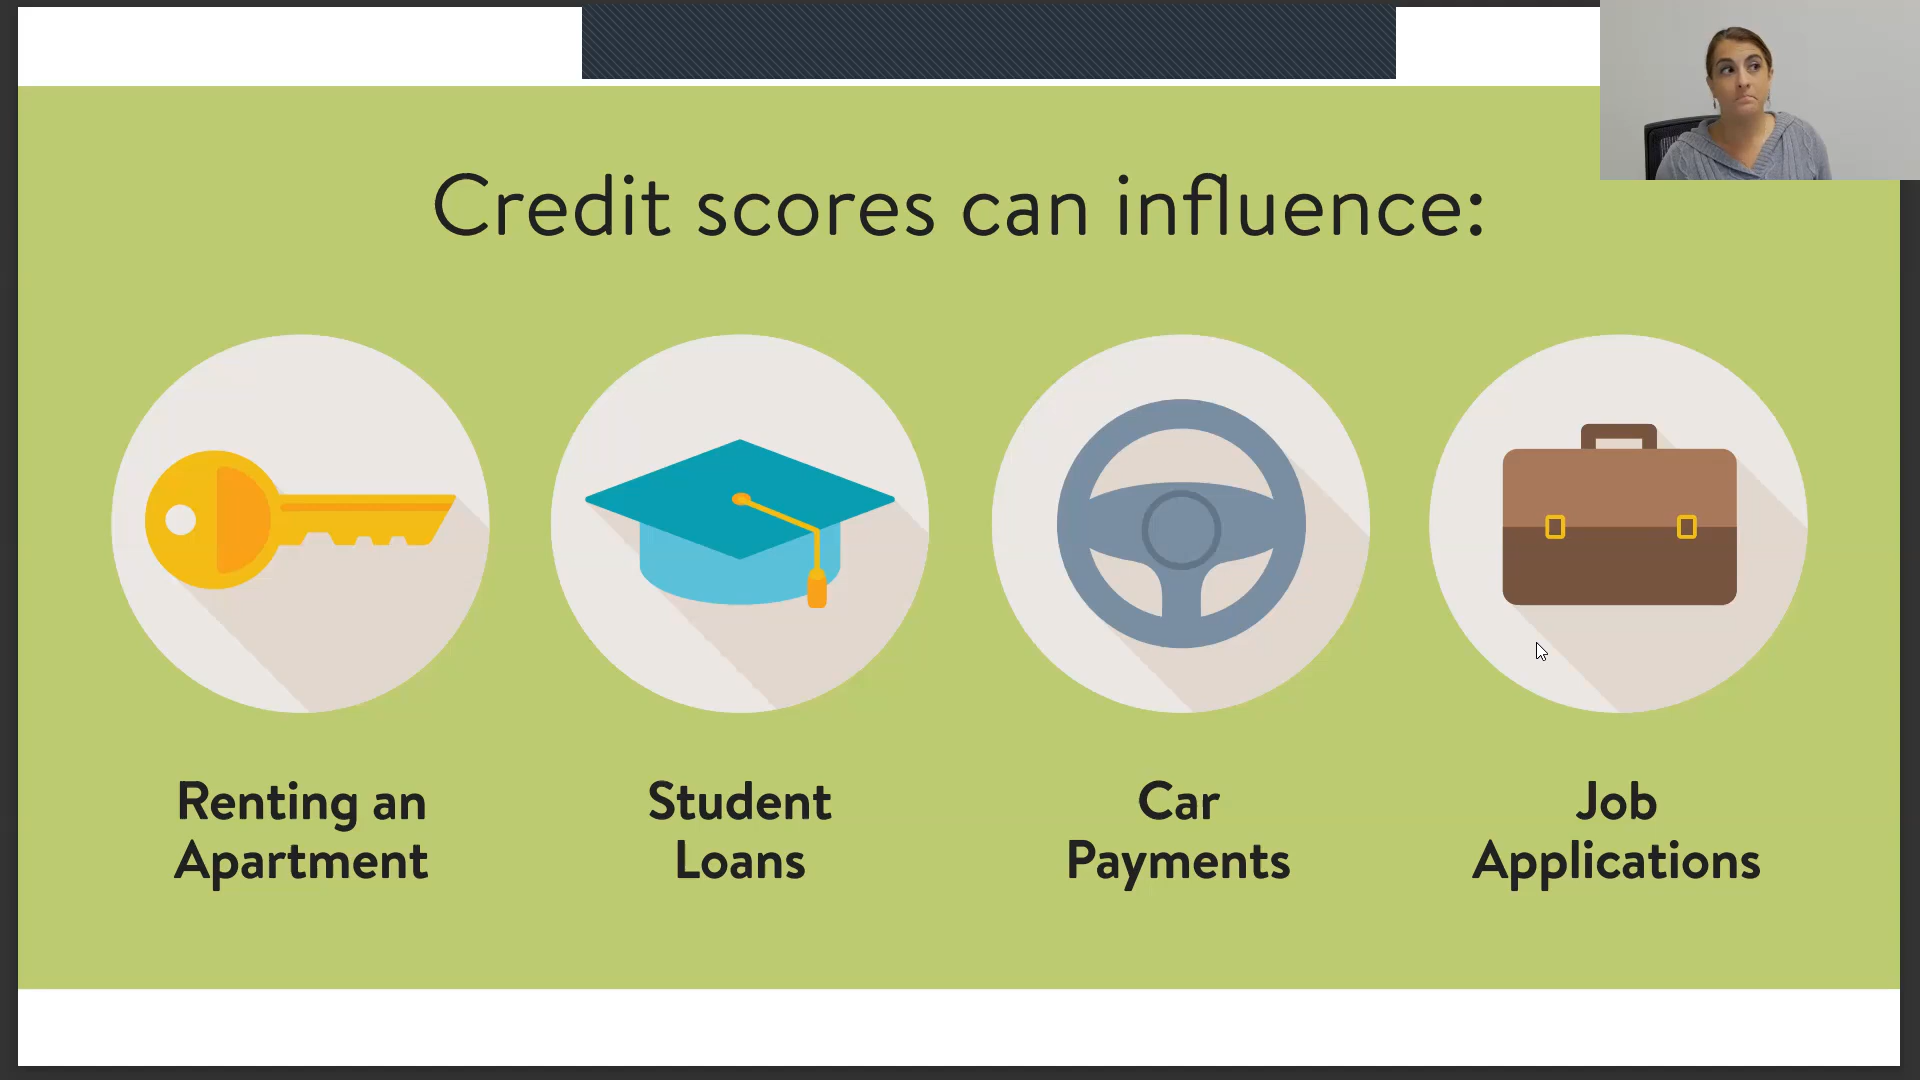 Credit scores can influence:
Renting an
Apartment
Student
Loans
Car
Payments
Job
Applications